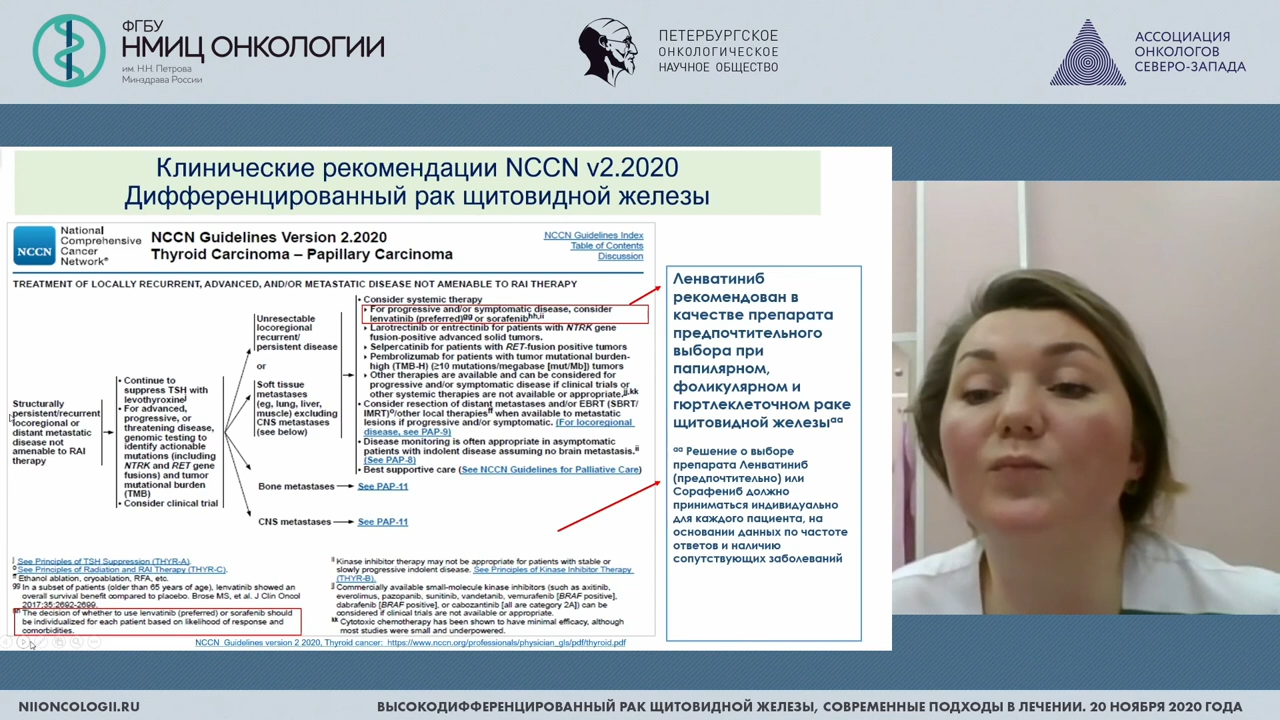 ФГБУ
НМИЦ ОНКОЛОГИИ
им. Н.Н. Петрова
Минздрава России
ПЕТЕРБУРГСКОЕ
ОНКОЛОГИЧЕСКОЕ
НАУЧНОЕ ОБЩЕСТВО
АССОЦИАЦИЯ
ОНКОЛОГОВ
СЕВЕРО-ЗАПАДА
Клинические рекомендации NCCN v2.2020
Дифференцированный рак щитовидной железы
NCCN
National
Comprehensive
Cancer
Network®
NCCN Guidelines Version 2.2020
Thyroid Carcinoma – Papillary Carcinoma
NCCN Guidelines Index
Table of Contents
Discussion
TREATMENT OF LOCALLY RECURRENT, ADVANCED, AND/OR METASTATIC DISEASE NOT AMENABLE TO RAI THERAPY
Structurally
persistent/recurrent
locoregional or
distant metastatic
disease not
amenable to RAI
therapy
• Continue to
suppress TSH with
levothyroxine j
• For advanced,
progressive, or
threatening disease,
genomic testing to
identify actionable
mutations (including
NTRK and RET gene
fusions) and tumor
mutational burden
(TMB)
• Consider clinical trial
Unresectable
locoregional
recurrent/
persistent disease
or
Soft tissue
metastases
(eg, lung, liver,
muscle) excluding
CNS metastases
(see below)
Bone metastases
See PAP-11
CNS metastases
See PAP-11
• Consider systemic therapy
‣ For progressive and/or symptomatic disease, consider
lenvatinib (preferred)gg or sorafenib hh,ii
‣ Larotrectinib or entrectinib for patients with NTRK gene
fusion-positive advanced solid tumors.
‣ Selpercatinib for patients with RET-fusion positive tumors
‣ Pembrolizumab for patients with tumor mutational burden-
high (TMB-H) (≥10 mutations/megabase [mut/Mb]) tumors
‣ Other therapies are available and can be considered for
progressive and/or symptomatic disease if clinical trials or
other systemic therapies are not available or appropriate.jj,kk
• Consider resection of distant metastases and/or EBRT (SBRT/
IMRT)o/other local therapies ff when available to metastatic
lesions if progressive and/or symptomatic. (For locoregional
disease, see PAP-9)
• Disease monitoring is often appropriate in asymptomatic
patients with indolent disease assuming no brain metastasis.ii
(See PAP-8)
• Best supportive care (See NCCN Guidelines for Palliative Care)
j See Principles of TSH Suppression (THYR-A).
o See Principles of Radiation and RAI Therapy (THYR-C).
ff Ethanol ablation, cryoablation, RFA, etc.
gg In a subset of patients (older than 65 years of age), lenvatinib showed an
overall survival benefit compared to placebo. Brose MS, et al. J Clin Oncol
2017;35:2692-2699.
hh The decision of whether to use lenvatinib (preferred) or sorafenib should
be individualized for each patient based on likelihood of response and
comorbidities.
ii Kinase inhibitor therapy may not be appropriate for patients with stable or
slowly progressive indolent disease. See Principles of Kinase Inhibitor Therapy
(THYR-B).
jj Commercially available small-molecule kinase inhibitors (such as axitinib,
everolimus, pazopanib, sunitinib, vandetanib, vemurafenib [BRAF positive],
dabrafenib [BRAF positive], or cabozantinib [all are category 2A]) can be
considered if clinical trials are not available or appropriate.
kk Cytotoxic chemotherapy has been shown to have minimal efficacy, although
most studies were small and underpowered.
NCCN Guidelines version 2 2020, Thyroid cancer: https://www.nccn.org/professionals/physician_gls/pdf/thyroid.pdf
Ленватиниб
рекомендован в
качестве препарата
предпочтительного
выбора при
папилярном,
фоликулярном и
гюртлеклеточном раке
щитовидной железы aa
aa Решение о выборе
препарата Ленватиниб
(предпочтительно) или
Сорафениб должно
приниматься индивидуально
для каждого пациента, на
основании данных по частоте
ответов и наличию
сопутствующих заболеваний
NIIONCOLOGII.RU
ВЫСОКОДИФФЕРЕНЦИРОВАННЫЙ РАК ЩИТОВИДНОЙ ЖЕЛЕЗЫ, СОВРЕМЕННЫЕ ПОДХОДЫ В ЛЕЧЕНИИ. 20 НОЯБРЯ 2020 ГОДА